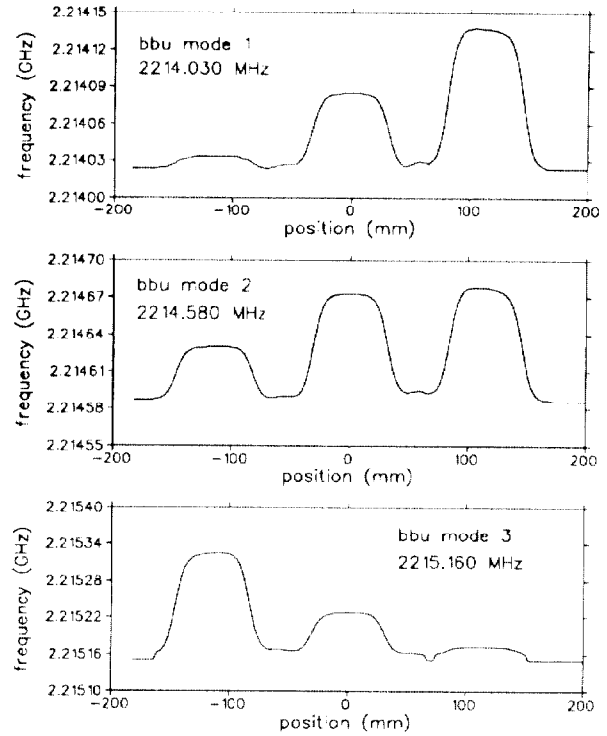 2.21415
bbu mode 1
2214.030 MHz
2.21412
2.21409
2.21406
2.21403
2.21400
frequency (GHz)
-200 -100 0 100 200
position (mm)
2.21470
bbu mode 2
2214.580 MHz
2.21467
2.21464
2.21461
2.21458
2.21455
frequency (GHz)
-200 -100 0 100 200
position (mm)
2.21540
bbu mode 3
2215.160 MHz
2.21534
2.21528
2.21522
2.21516
2.21510
frequency (GHz)
-200 -100 0 100 200
position (mm)